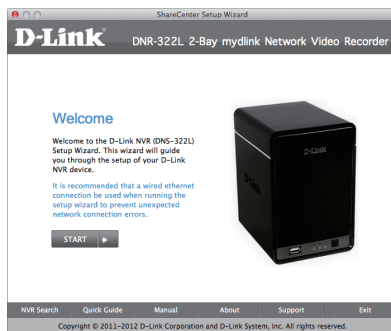 ShareCenter Setup Wizard
D-Link
DNR-322L 2-Bay mydlink Network Video Recorder
Welcome
Welcome to the D-Link NVR (DNS-322L)
Setup Wizard. This wizard will guide
you through the setup of your D-Link
NVR device.
It is recommended that a wired ethernet
connection be used when running the
setup wizard to prevent unexpected
network connection errors.
START
D-Link
D-Link
NVR Search Quick Guide Manual About Support Exit
Copyright © 2011-2012 D-Link Corporation and D-Link System, Inc. All rights reserved.